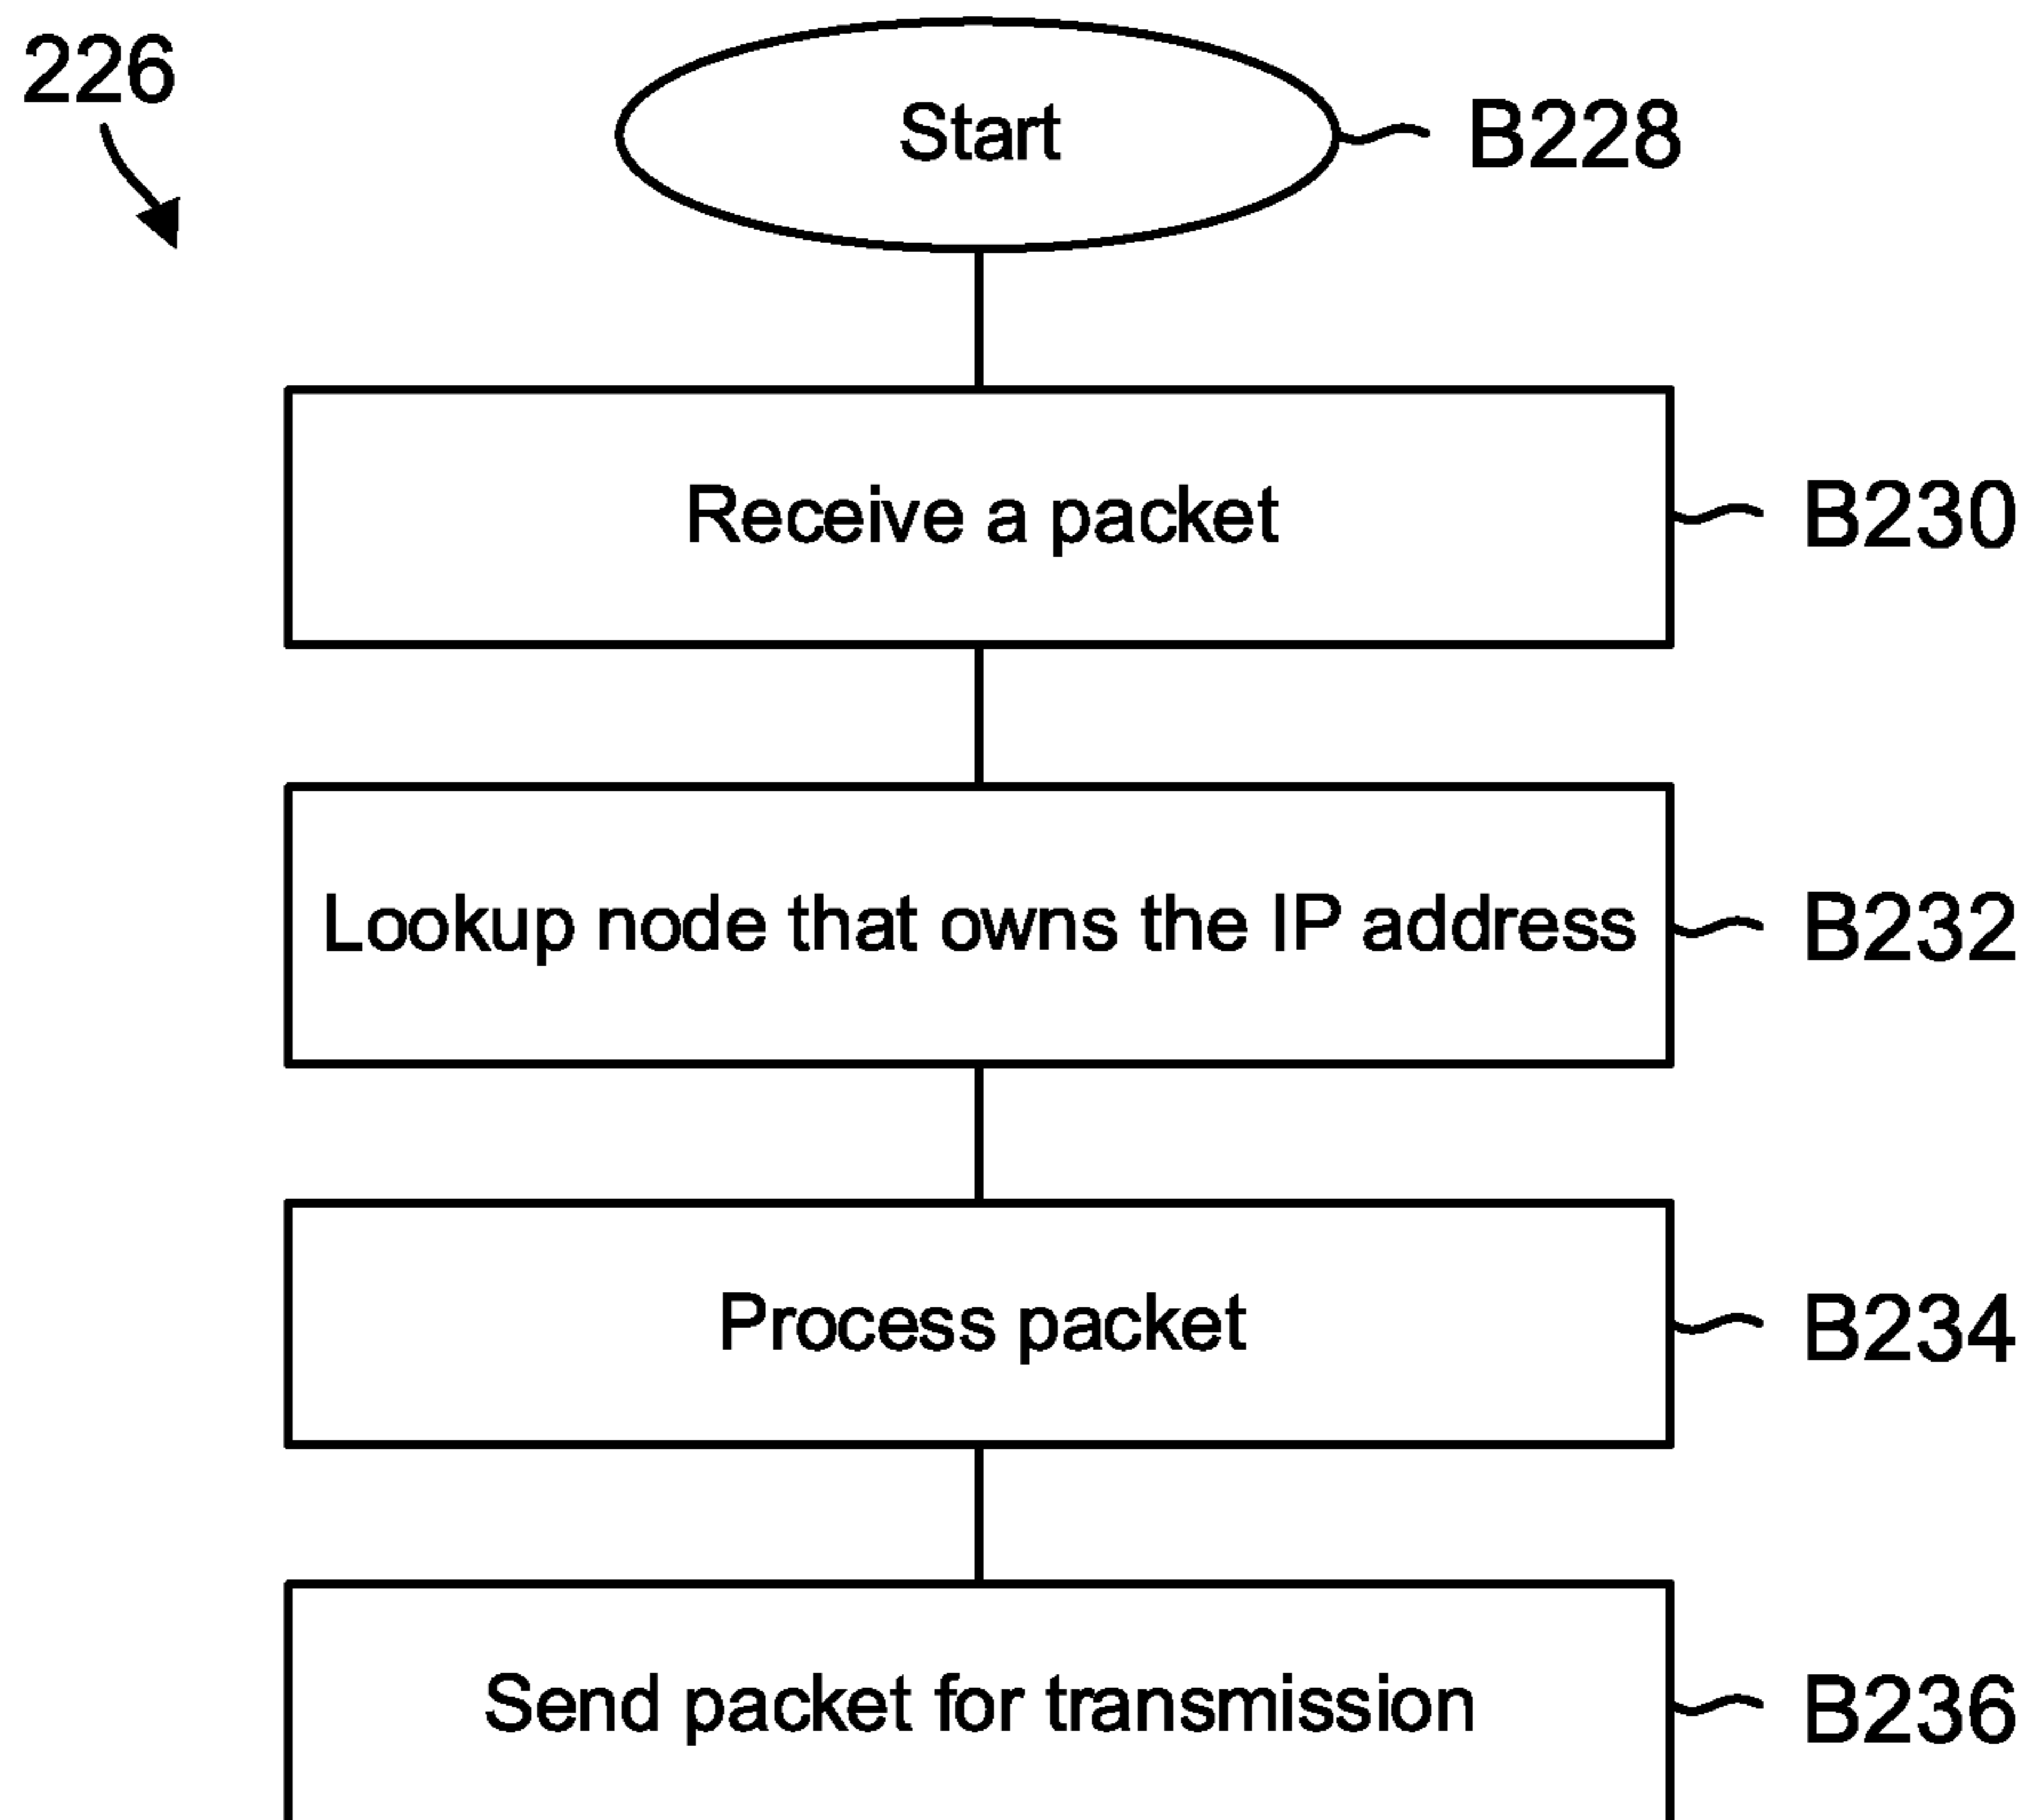 226
Start
B228
Receive a packet
B230
Lookup node that owns the IP address
B232
Process packet
B234
Send packet for transmission
B236